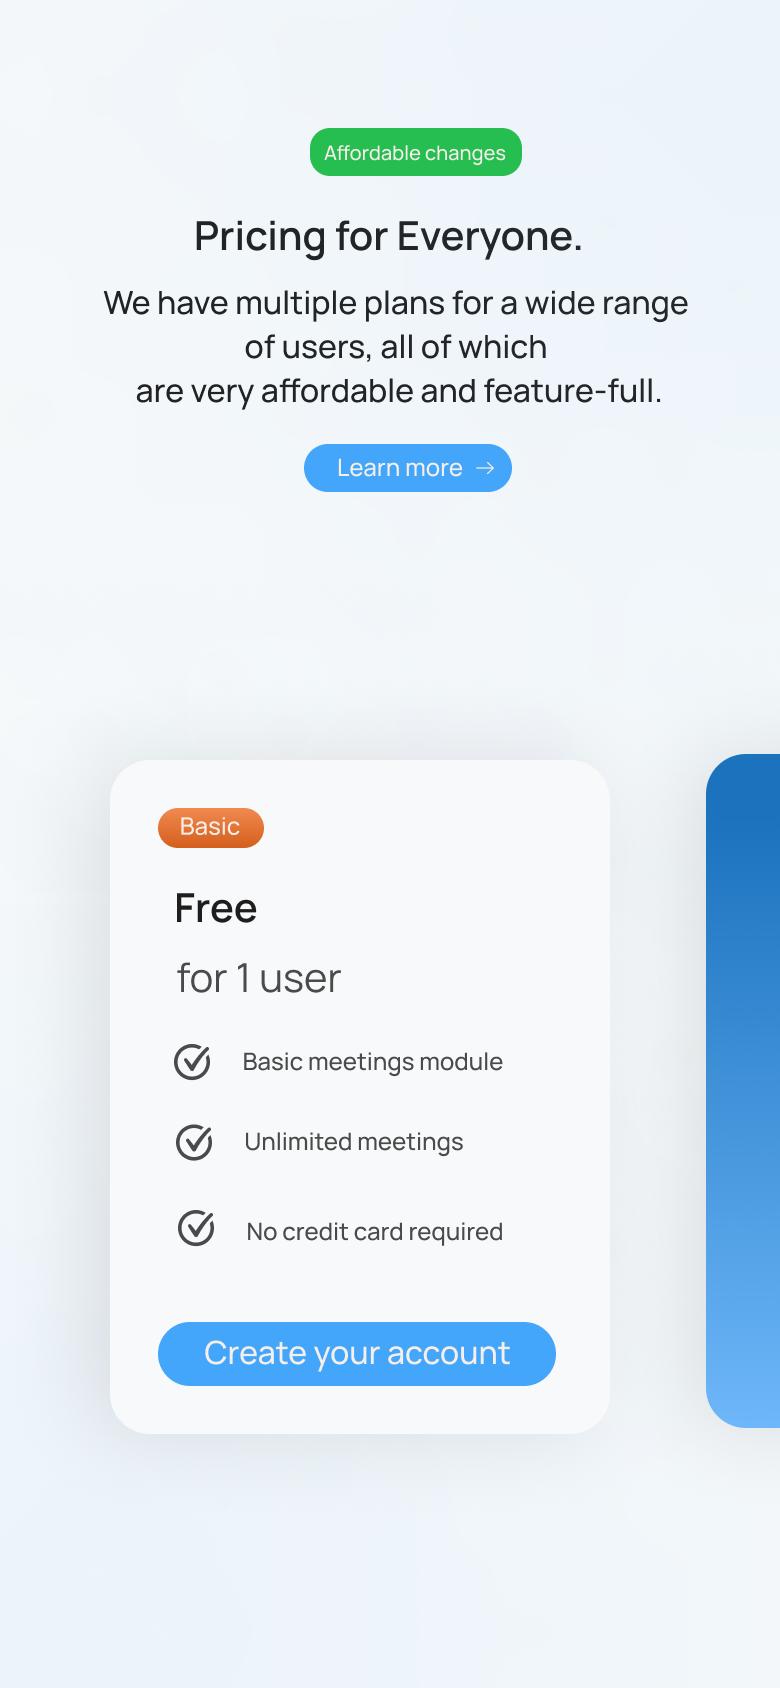 Affordable changes
Pricing for Everyone.
We have multiple plans for a wide range
of users, all of which
are very affordable and feature-full.
Learn more →
Basic
Free
for 1 user
Basic meetings module
Unlimited meetings
No credit card required
Create your account